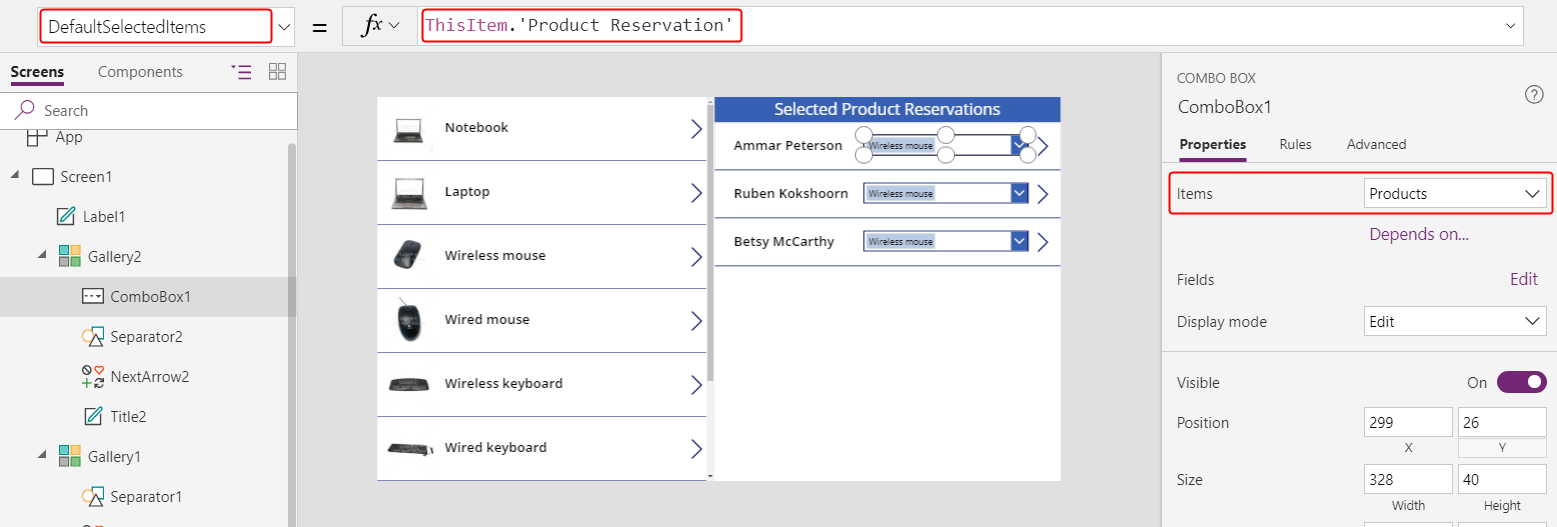 DefaultSelectedItems
=
fx
ThisItem.'Product Reservation'
Screens
Components
Search
App
Screen1
Label1
Gallery2
ComboBox1
Separator2
NextArrow2
Title2
Gallery1
Separator1
Notebook
Laptop
Wireless mouse
Wired mouse
Wireless keyboard
Wired keyboard
Selected Product Reservations
Ammar Peterson
Wireless mouse
Ruben Kokshoorn
Wireless mouse
Betsy McCarthy
Wireless mouse
COMBO BOX
ComboBox1
?
Properties
Rules
Advanced
Items
Products
Depends on...
Fields
Edit
Display mode
Edit
Visible
On
Position
299
26
X
Y
Size
328
40
Width
Height